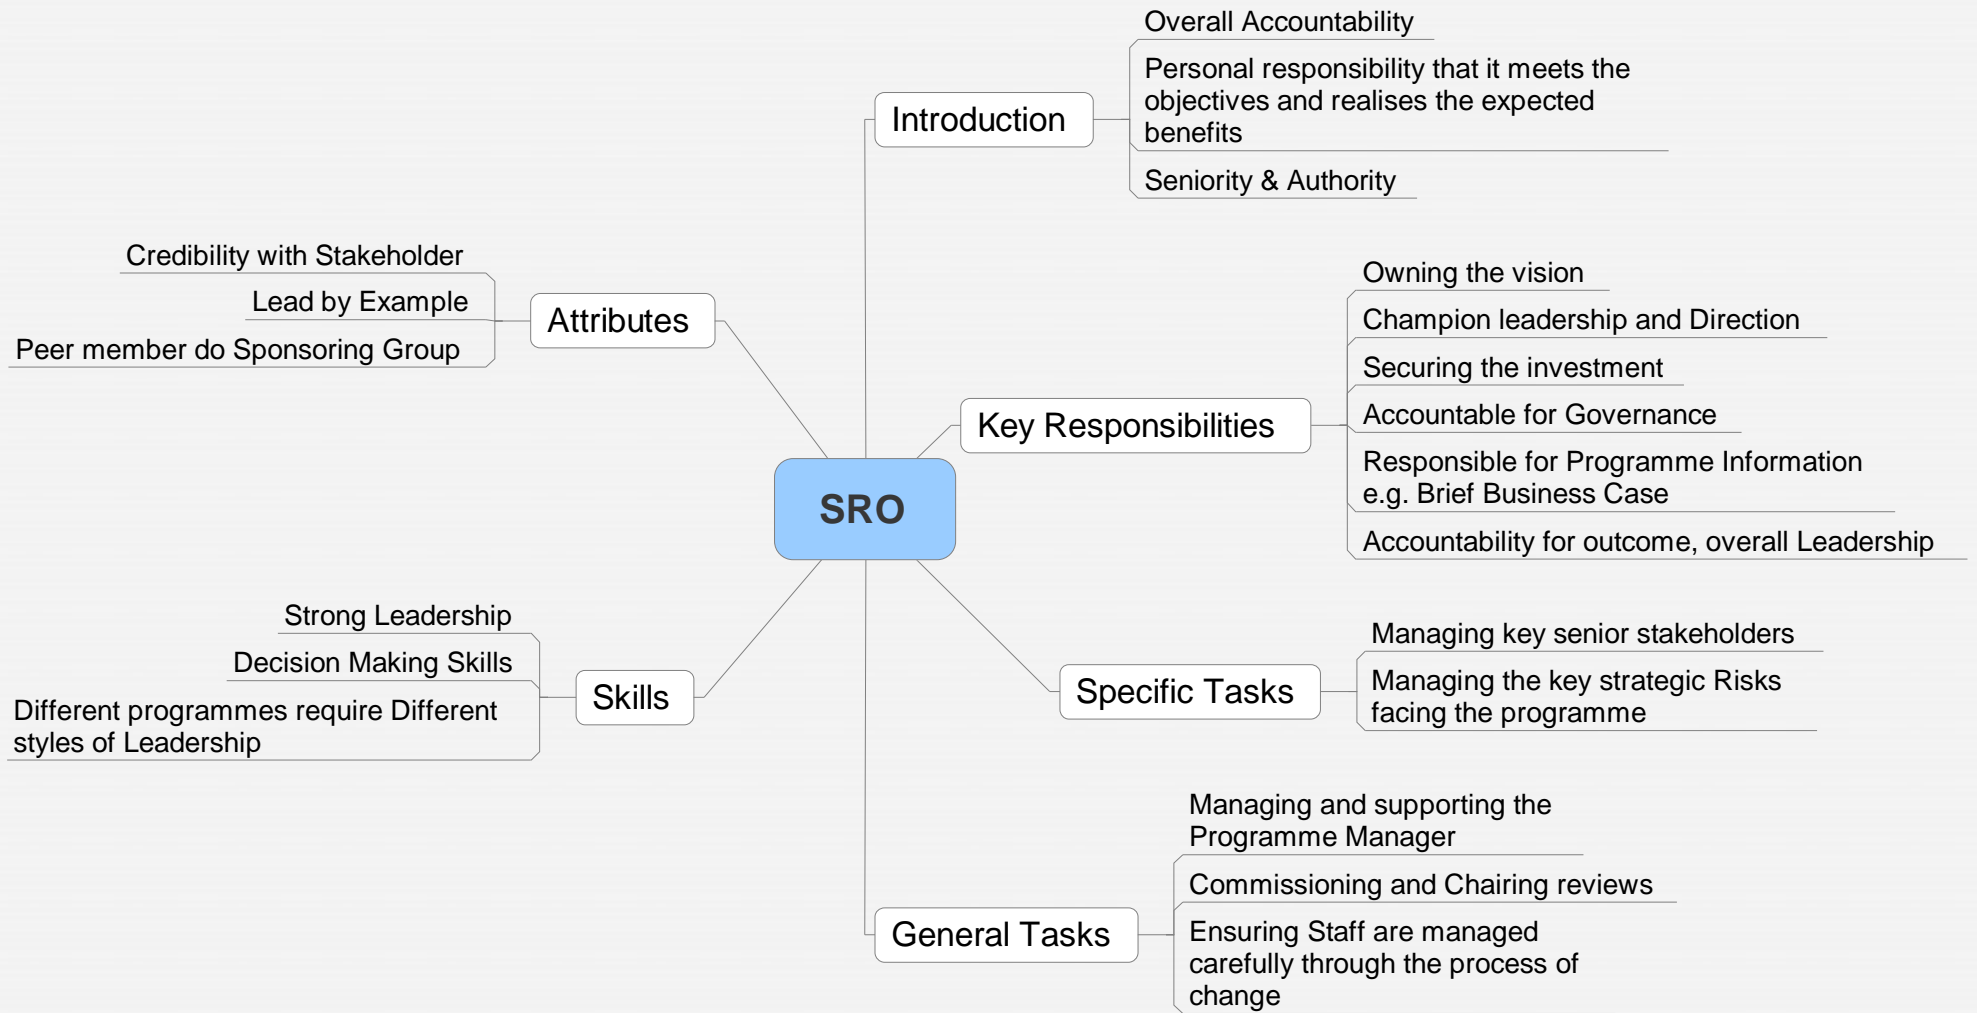 SRO
Introduction
Overall Accountability
Personal responsibility that it meets the
objectives and realises the expected
benefits
Seniority & Authority
Key Responsibilities
Owning the vision
Champion leadership and Direction
Securing the investment
Accountable for Governance
Responsible for Programme Information
e.g. Brief Business Case
Accountability for outcome, overall Leadership
Specific Tasks
Managing key senior stakeholders
Managing the key strategic Risks
facing the programme
General Tasks
Managing and supporting the
Programme Manager
Commissioning and Chairing reviews
Ensuring Staff are managed
carefully through the process of
change
Skills
Strong Leadership
Decision Making Skills
Different programmes require Different
styles of Leadership
Attributes
Credibility with Stakeholder
Lead by Example
Peer member do Sponsoring Group